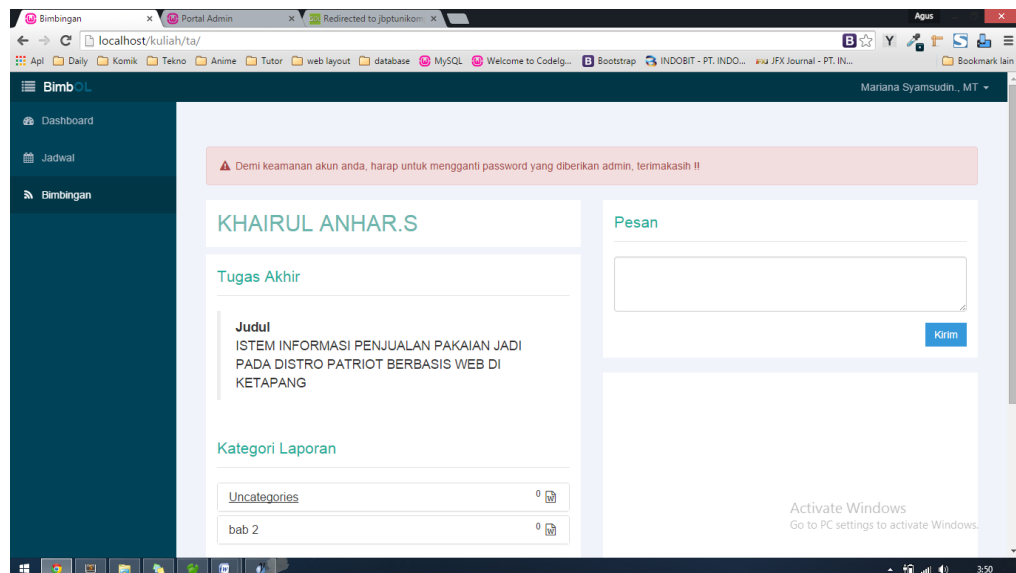 Bimbingan
Portal Admin
Redirected to jbptunikom
Agus
localhost/kuliah/ta/
Apl
Daily
Komik
Tekno
Anime
Tutor
web layout
database
MySQL
Welcome to CodeIg...
Bootstrap
INDOBIT - PT. INDO...
JFX Journal - PT. IN...
Bookmark lain
BimbOL
Mariana Syamsudin., MT
Dashboard
Jadwal
Bimbingan
Demi keamanan akun anda, harap untuk mengganti password yang diberikan admin, terimakasih !!
KHAIRUL ANHAR.S
Tugas Akhir
Judul
ISTEM INFORMASI PENJUALAN PAKAIAN JADI
PADA DISTRO PATRIOT BERBASIS WEB DI
KETAPANG
Kategori Laporan
Uncategories 0
bab 2 0
Pesan
Kirim
Activate Windows
Go to PC settings to activate Windows.
3:50